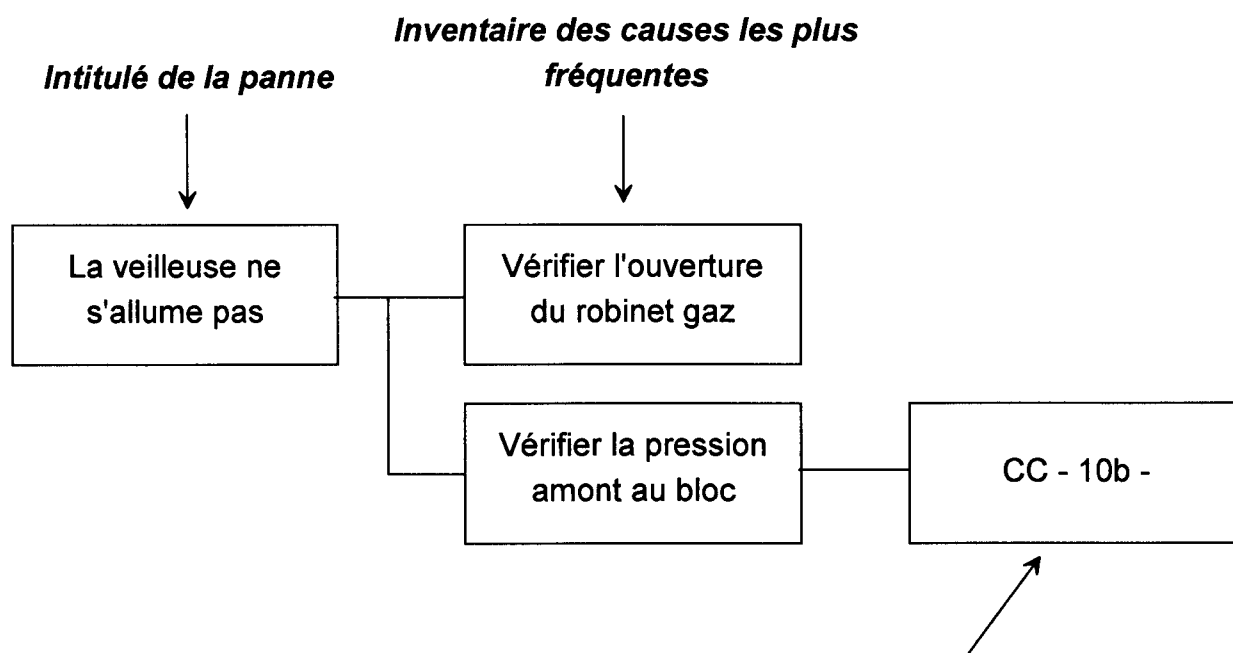 Inventaire des causes les plus
fréquentes
Intitulé de la panne
La veilleuse ne
s'allume pas
Vérifier l'ouverture
du robinet gaz
Vérifier la pression
amont au bloc
CC - 10b -